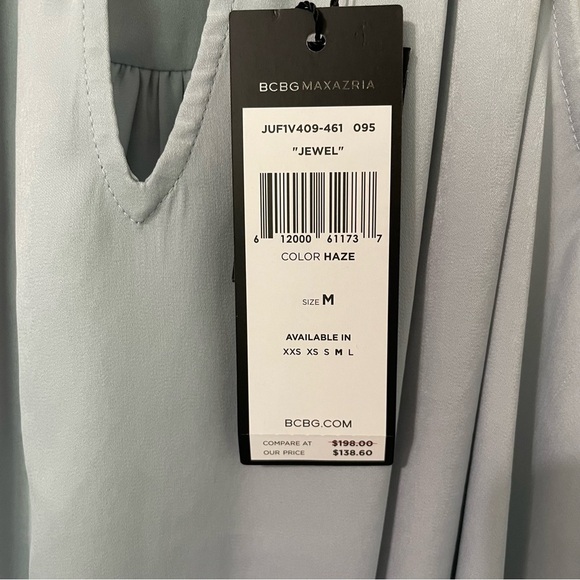 BCBGMAXAZRIA
JUF1V409-461 095
"JEWEL"
6 12000 61173 7
COLOR HAZE
SIZE M
AVAILABLE IN
XXS XS S M L
BCBG.COM
COMPARE AT $198.00
OUR PRICE $138.60